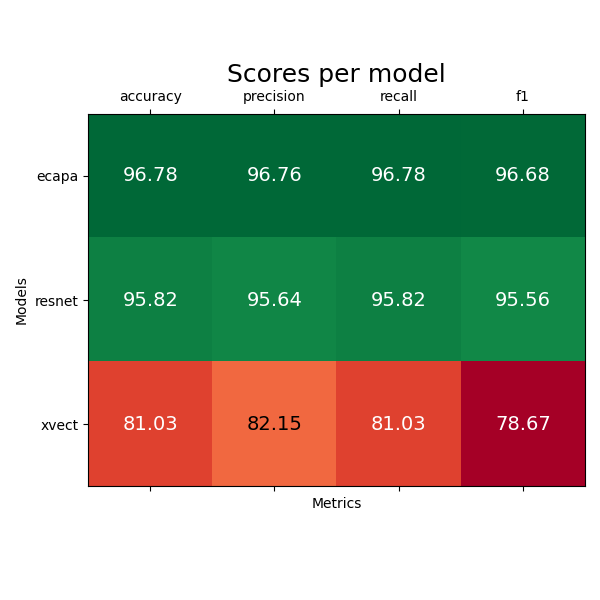 Scores per model
accuracy precision recall f1
ecapa 96.78 96.76 96.78 96.68
resnet 95.82 95.64 95.82 95.56
xvect 81.03 82.15 81.03 78.67
Models
Metrics